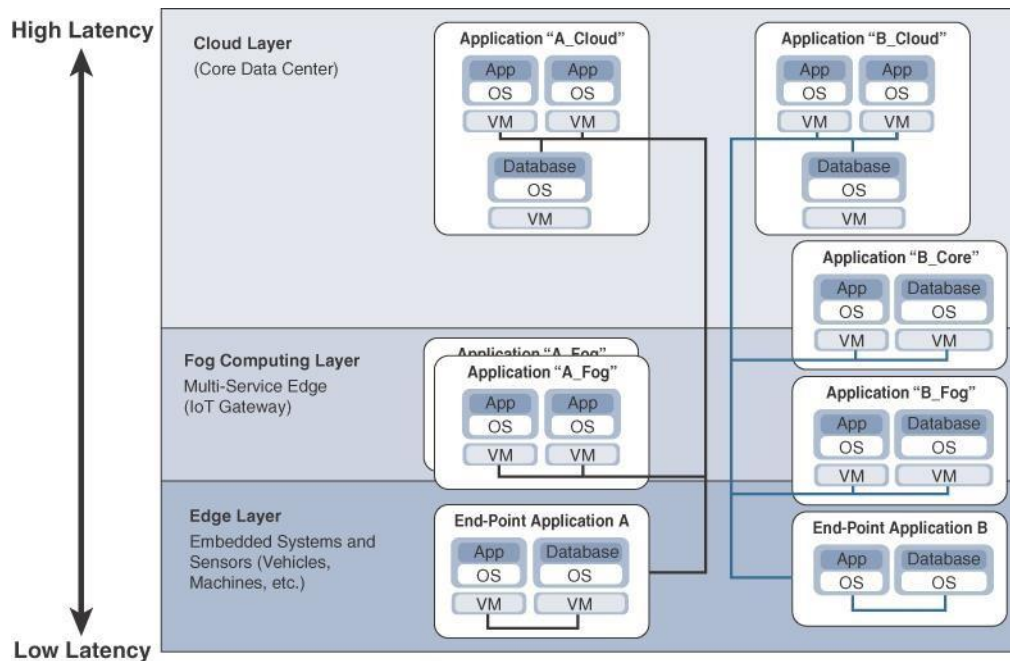 High Latency
Cloud Layer
(Core Data Center)
Application “A_Cloud”
App App
OS OS
VM VM
Database
OS
VM
Application “B_Cloud”
App App
OS OS
VM VM
Database
OS
VM
Application “B_Core”
App Database
OS OS
VM VM
Fog Computing Layer
Multi-Service Edge
(IoT Gateway)
Application “A_Fog”
Application “A_Fog”
App App
OS OS
VM VM
Application “B_Fog”
App Database
OS OS
VM VM
Edge Layer
Embedded Systems and
Sensors (Vehicles,
Machines, etc.)
End-Point Application A
App Database
OS OS
VM VM
End-Point Application B
App Database
OS OS
Low Latency